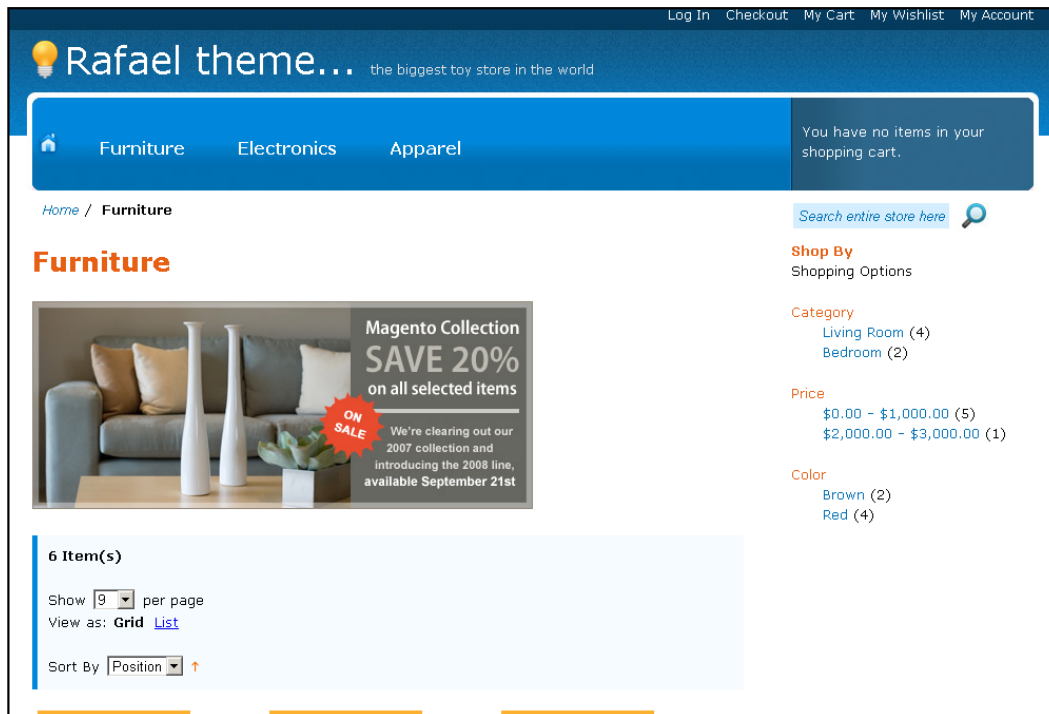 Log In Checkout My Cart My Wishlist My Account
Rafael theme... the biggest toy store in the world
Furniture Electronics Apparel
You have no items in your
shopping cart.
Home / Furniture
Search entire store here
Furniture
Magento Collection
SAVE 20%
on all selected items
ON
SALE
We're clearing out our
2007 collection and
introducing the 2008 line,
available September 21st
6 Item(s)
Show 9 per page
View as: Grid List
Sort By Position ↑
Shop By
Shopping Options
Category
Living Room (4)
Bedroom (2)
Price
$0.00 - $1,000.00 (5)
$2,000.00 - $3,000.00 (1)
Color
Brown (2)
Red (4)